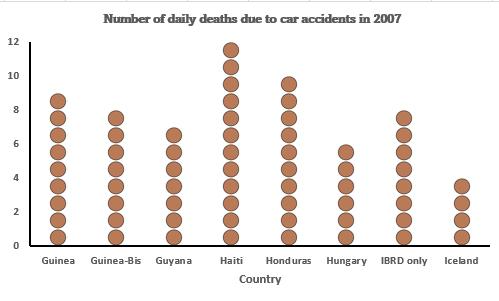 Number of daily deaths due to car accidents in 2007
12
10
8
6
4
2
0
Guinea Guinea-Bis Guyana Haiti Honduras Hungary IBRD only Iceland
Country